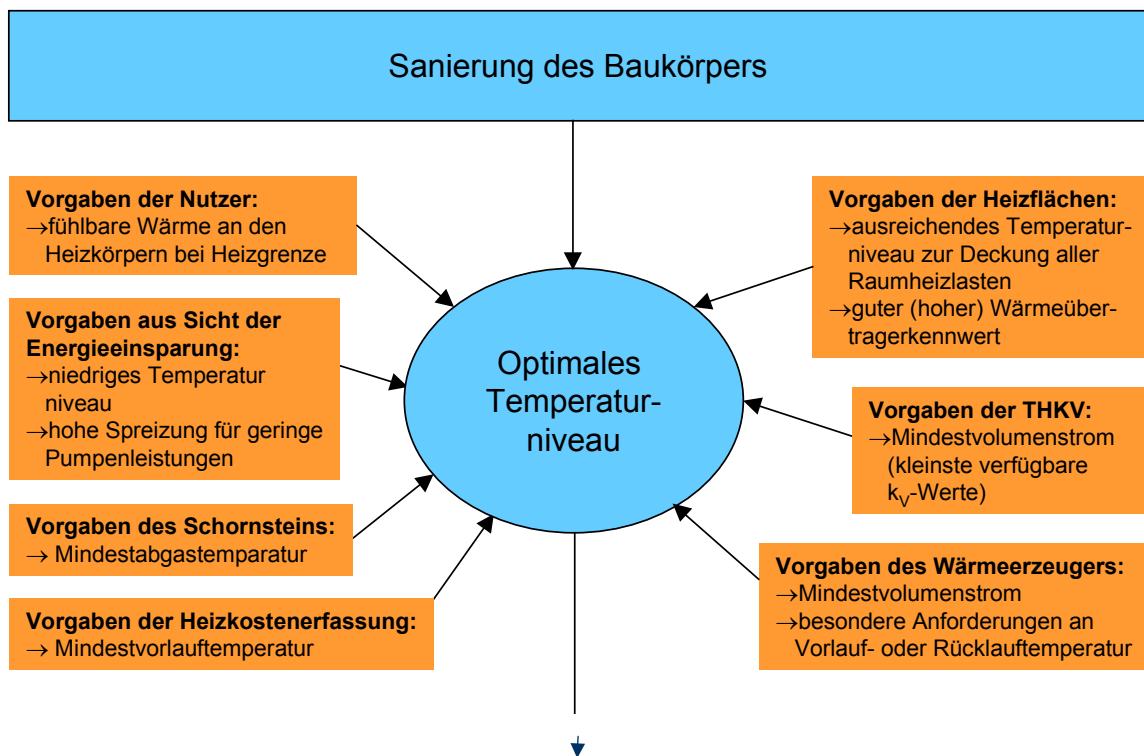 Sanierung des Baukörpers
Vorgaben der Nutzer:
→fühlbare Wärme an den
Heizkörpern bei Heizgrenze
Vorgaben aus Sicht der
Energieeinsparung:
→niedriges Temperatur
niveau
→hohe Spreizung für geringe
Pumpenleistungen
Vorgaben des Schornsteins:
→ Mindestabgastemparatur
Vorgaben der Heizkostenerfassung:
→ Mindestvorlauftemperatur
Optimales
Temperatur-
niveau
Vorgaben der Heizflächen:
→ausreichendes Temperatur-
niveau zur Deckung aller
Raumheizlasten
→guter (hoher) Wärmeüber-
tragerkennwert
Vorgaben der THKV:
→Mindestvolumenstrom
(kleinste verfügbare
kV-Werte)
Vorgaben des Wärmeerzeugers:
→Mindestvolumenstrom
→besondere Anforderungen an
Vorlauf- oder Rücklauftemperatur